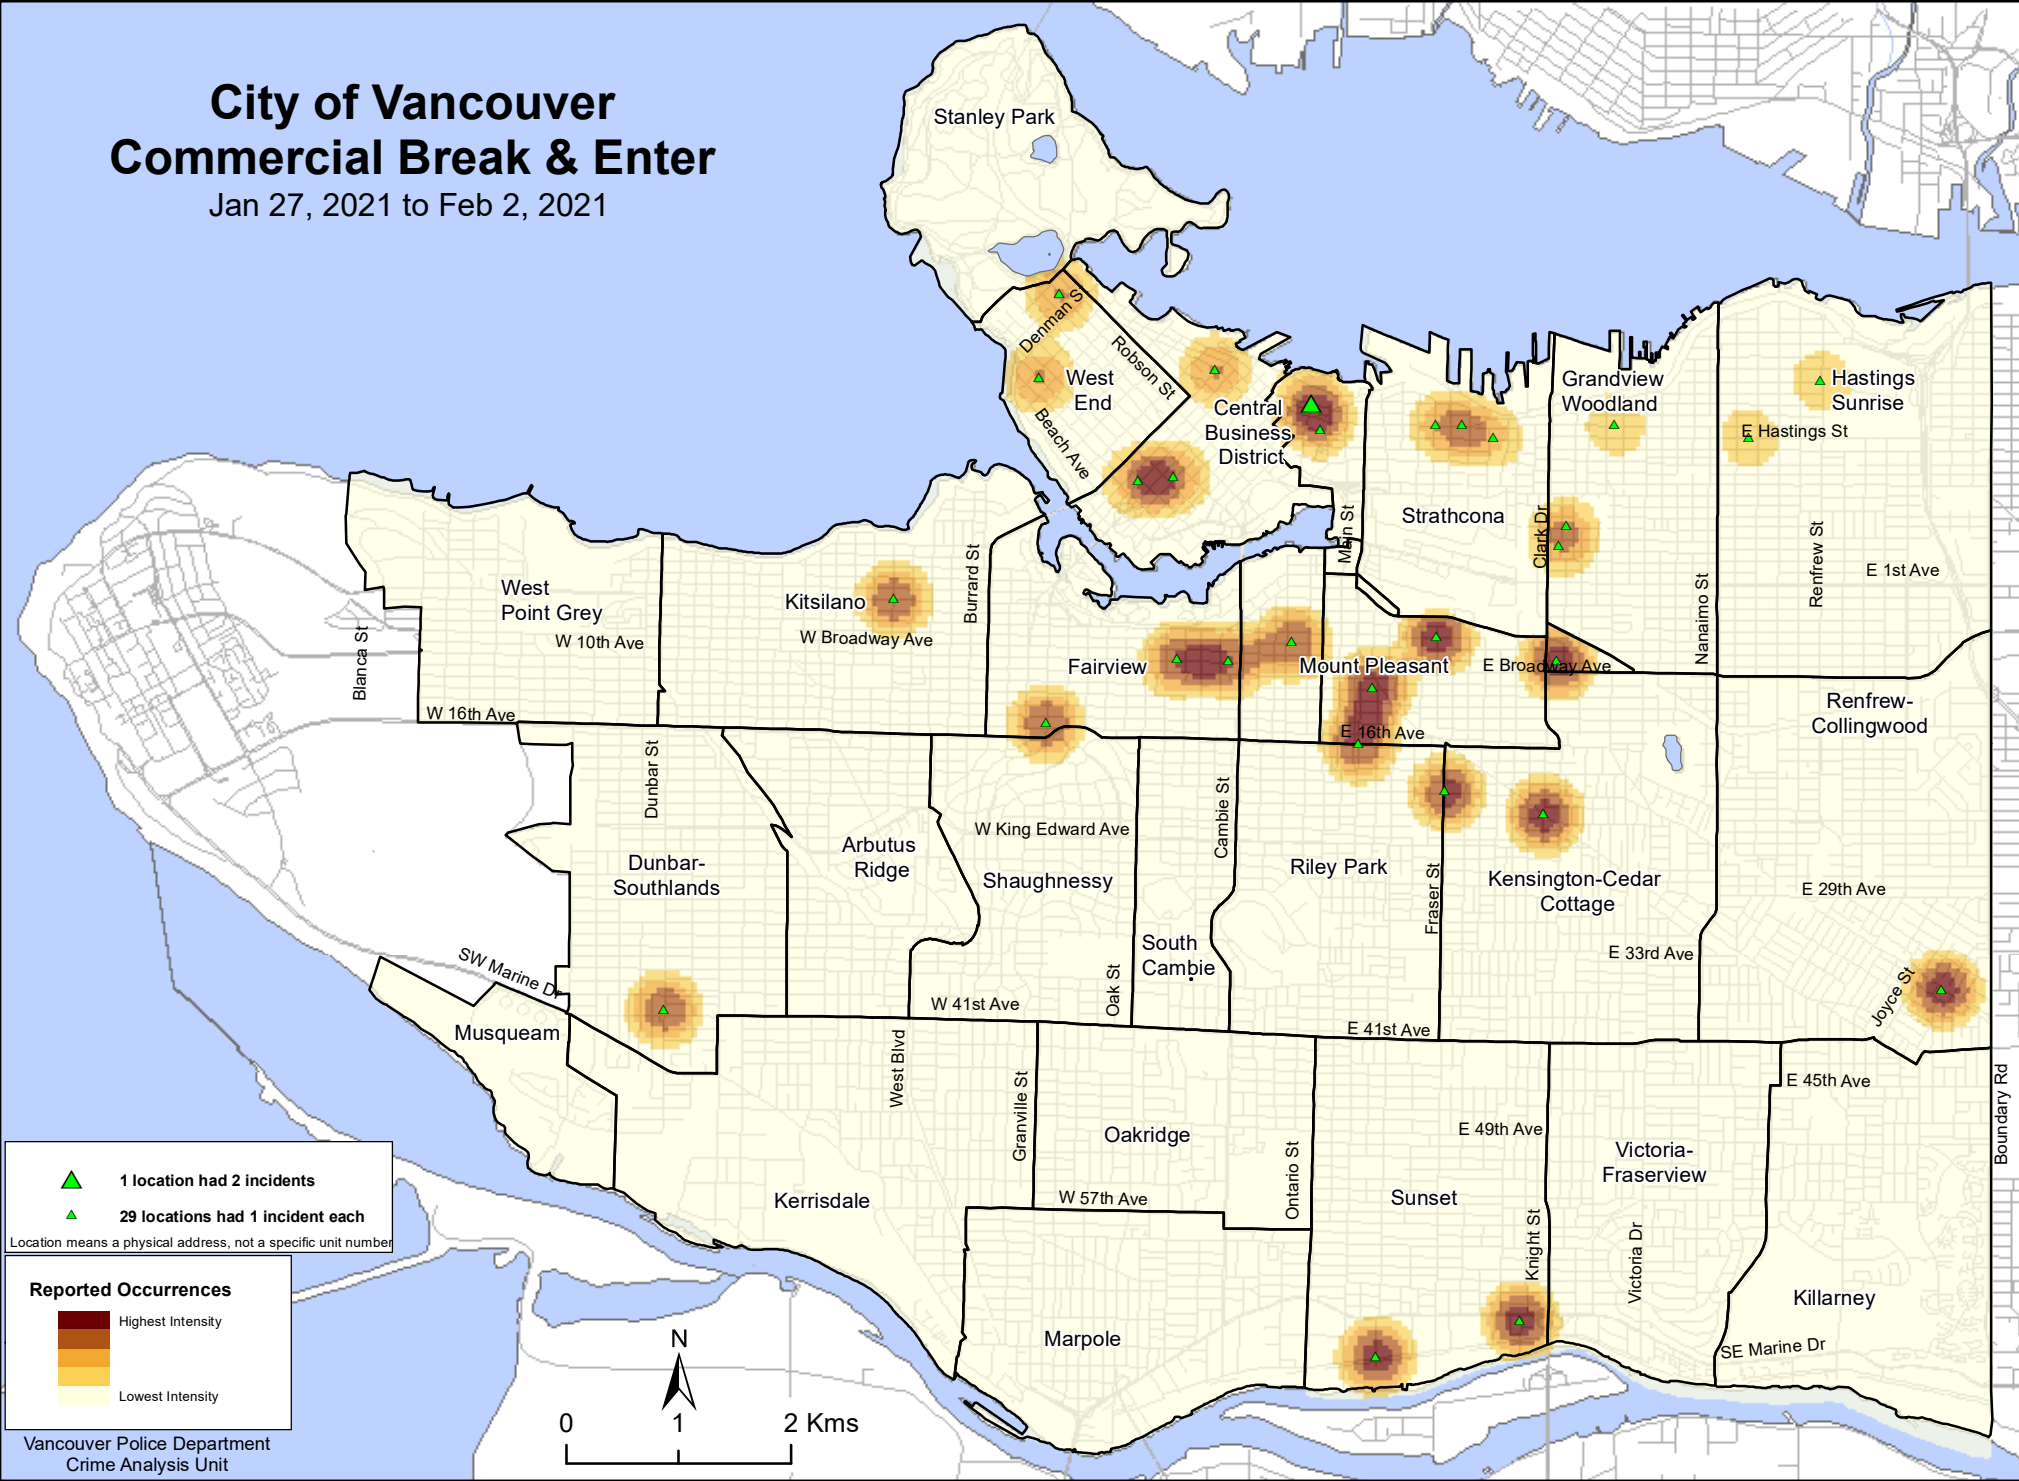 City of Vancouver
Commercial Break & Enter
Jan 27, 2021 to Feb 2, 2021
Stanley Park
Denman St
Robson St
West
End
Beach Ave
Central
Business
District
Grandview
Woodland
Hastings
Sunrise
E Hastings St
Strathcona
Main St
Clark Dr
Nanaimo St
Renfrew St
E 1st Ave
West
Point Grey
W 10th Ave
Blanca St
W 16th Ave
Kitsilano
W Broadway Ave
Burrard St
Fairview
Mount Pleasant
E Broadway Ave
E 16th Ave
Renfrew-
Collingwood
Dunbar St
Dunbar-
Southlands
Arbutus
Ridge
W King Edward Ave
Shaughnessy
Cambie St
South
Cambie
Oak St
W 41st Ave
Riley Park
Fraser St
Kensington-Cedar
Cottage
E 29th Ave
E 33rd Ave
Joyce St
E 41st Ave
SW Marine Dr
Musqueam
West Blvd
Granville St
Kerrisdale
Oakridge
W 57th Ave
Ontario St
E 49th Ave
Sunset
Knight St
Victoria-
Fraserview
Victoria Dr
E 45th Ave
Boundary Rd
Killarney
SE Marine Dr
Marpole
1 location had 2 incidents
29 locations had 1 incident each
Location means a physical address, not a specific unit number
Reported Occurrences
Highest Intensity
Lowest Intensity
Vancouver Police Department
Crime Analysis Unit
N
0 1 2 Kms